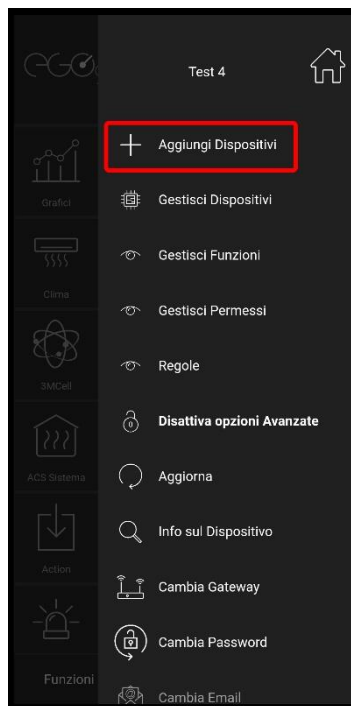 eGO
Test 4
Aggiungi Dispositivi
Grafici
Gestisci Dispositivi
Gestisci Funzioni
Clima
Gestisci Permessi
3MCell
Regole
Disattiva opzioni Avanzate
ACS Sistema
Aggiorna
Info sul Dispositivo
Action
Cambia Gateway
Cambia Password
Funzioni
Cambia Email